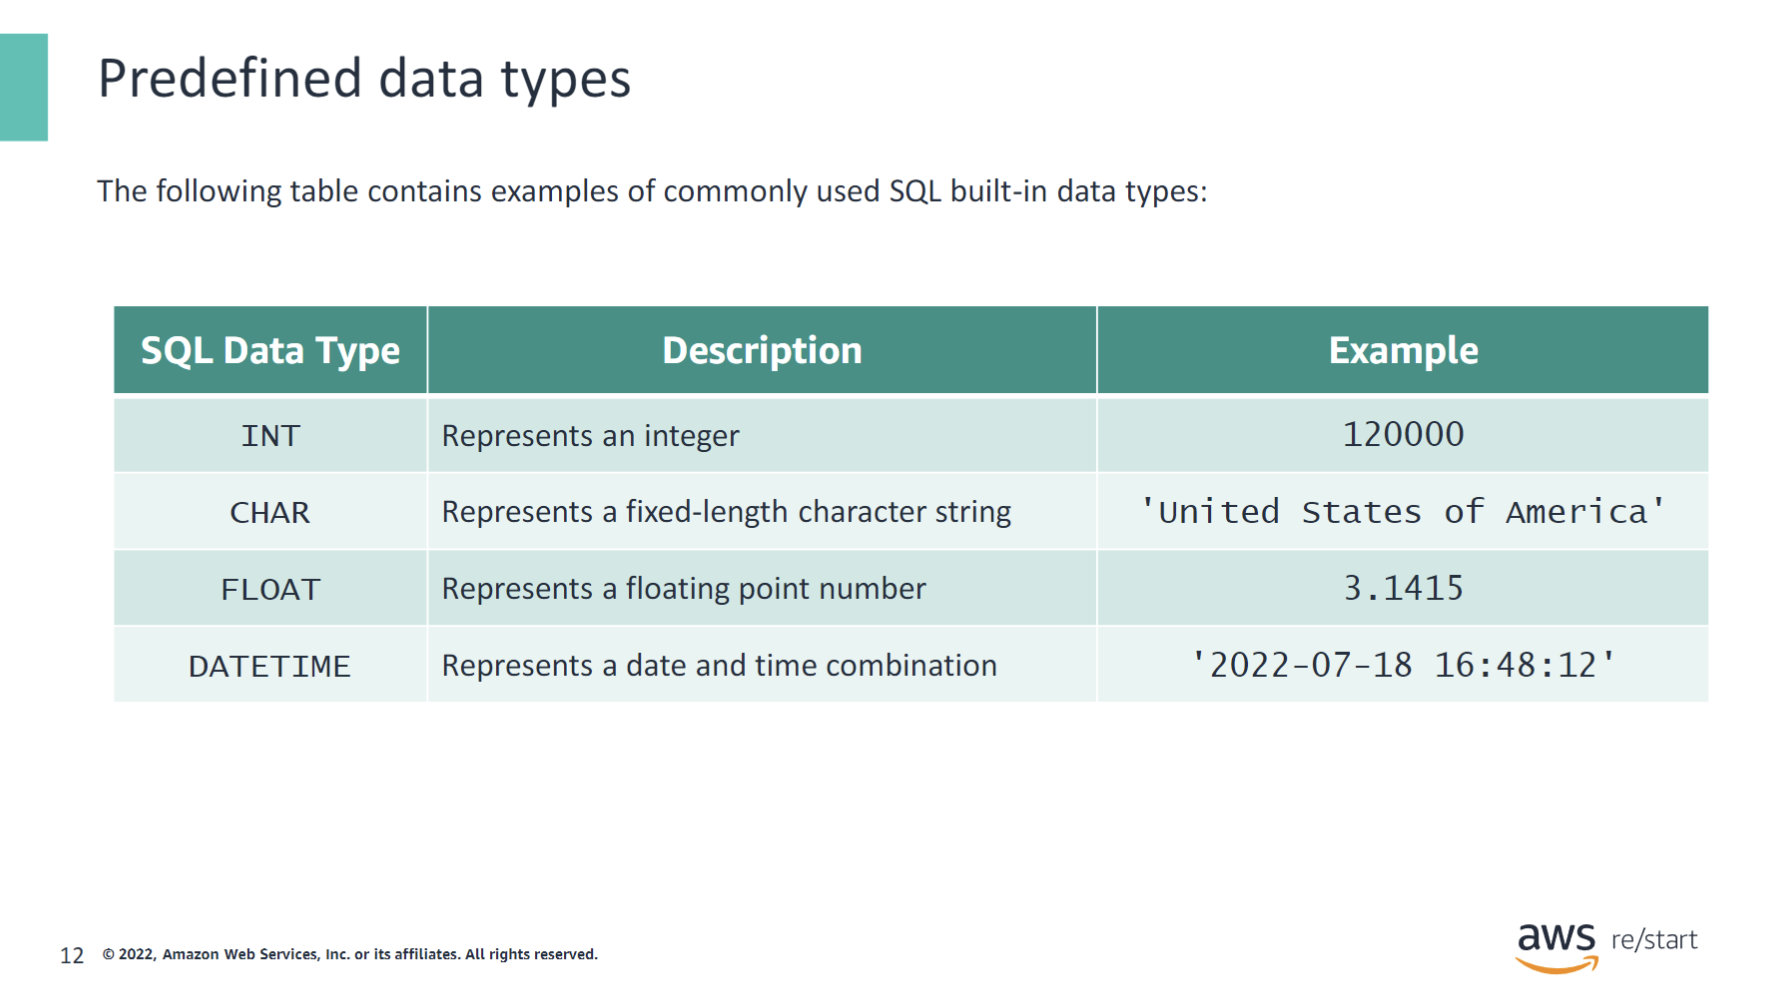 Predefined data types
The following table contains examples of commonly used SQL built-in data types:
SQL Data Type Description Example
INT Represents an integer 120000
CHAR Represents a fixed-length character string 'United States of America'
FLOAT Represents a floating point number 3.1415
DATETIME Represents a date and time combination '2022-07-18 16:48:12'
12 © 2022, Amazon Web Services, Inc. or its affiliates. All rights reserved.
aws re/start